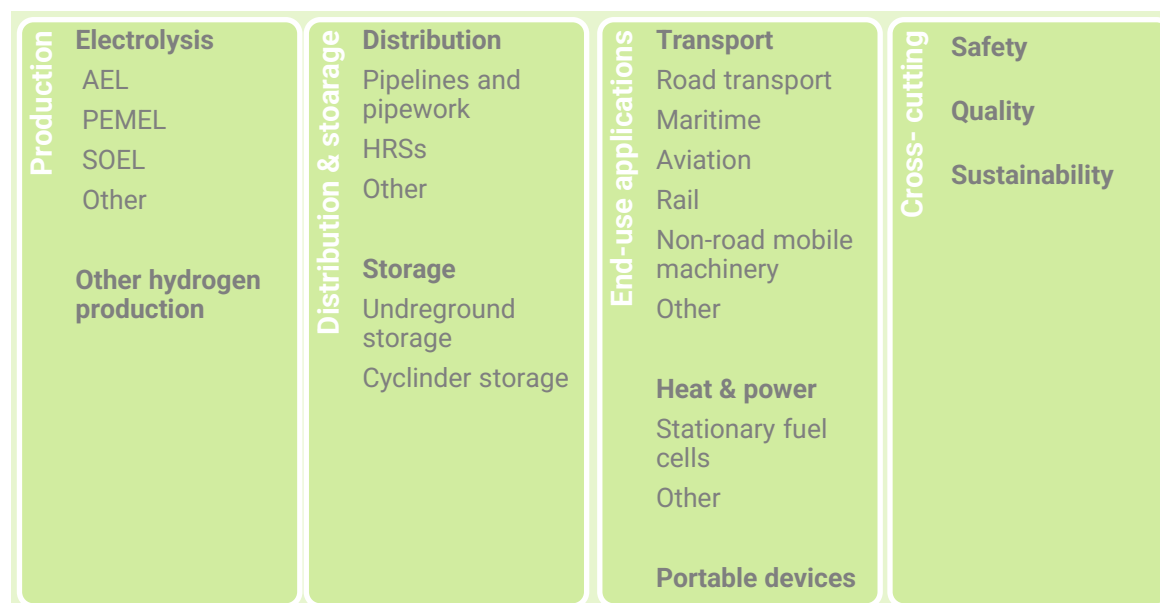 Production
Electrolysis
AEL
PEMEL
SOEL
Other
Other hydrogen
production
Distribution & stoarage
Distribution
Pipelines and
pipework
HRSs
Other
Storage
Undreground
storage
Cyclinder storage
End-use applications
Transport
Road transport
Maritime
Aviation
Rail
Non-road mobile
machinery
Other
Heat & power
Stationary fuel
cells
Other
Portable devices
Cross- cutting
Safety
Quality
Sustainability